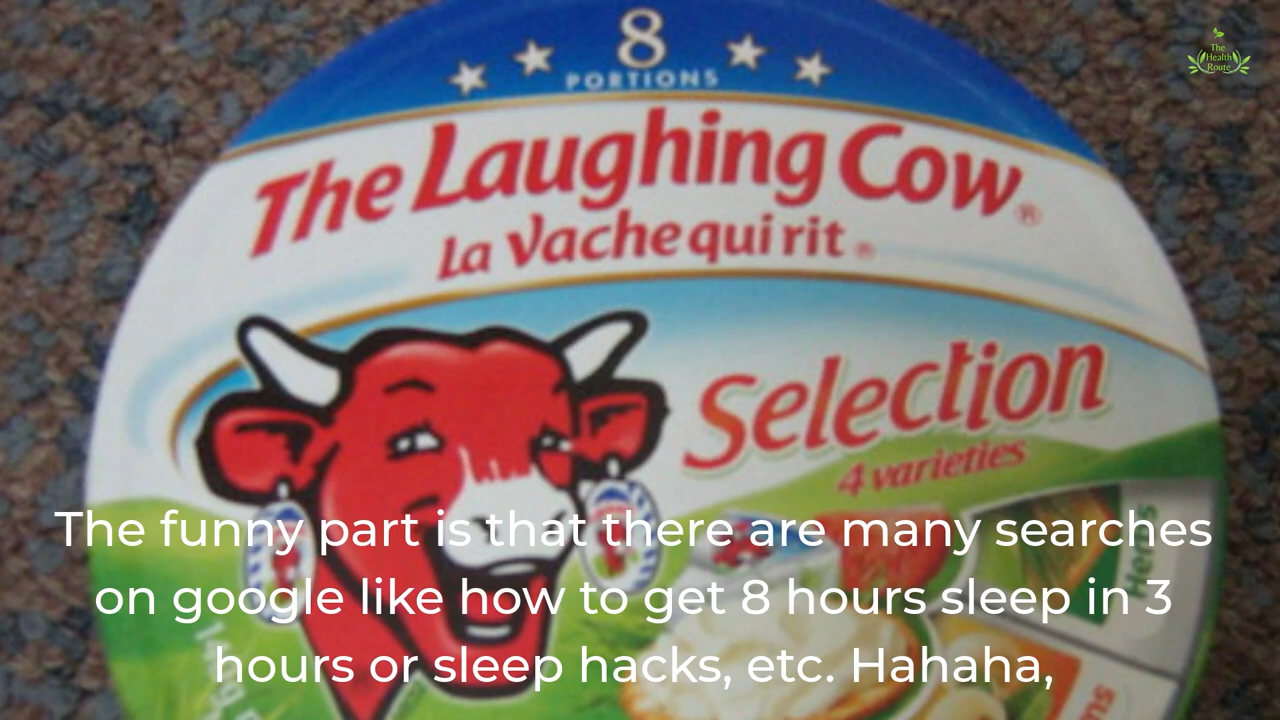 8
PORTIONS
The
Health
Route
The Laughing Cow®
La Vache qui rit®
Selection
4 varieties
Herbs
The funny part is that there are many searches
on google like how to get 8 hours sleep in 3
hours or sleep hacks, etc. Hahaha,